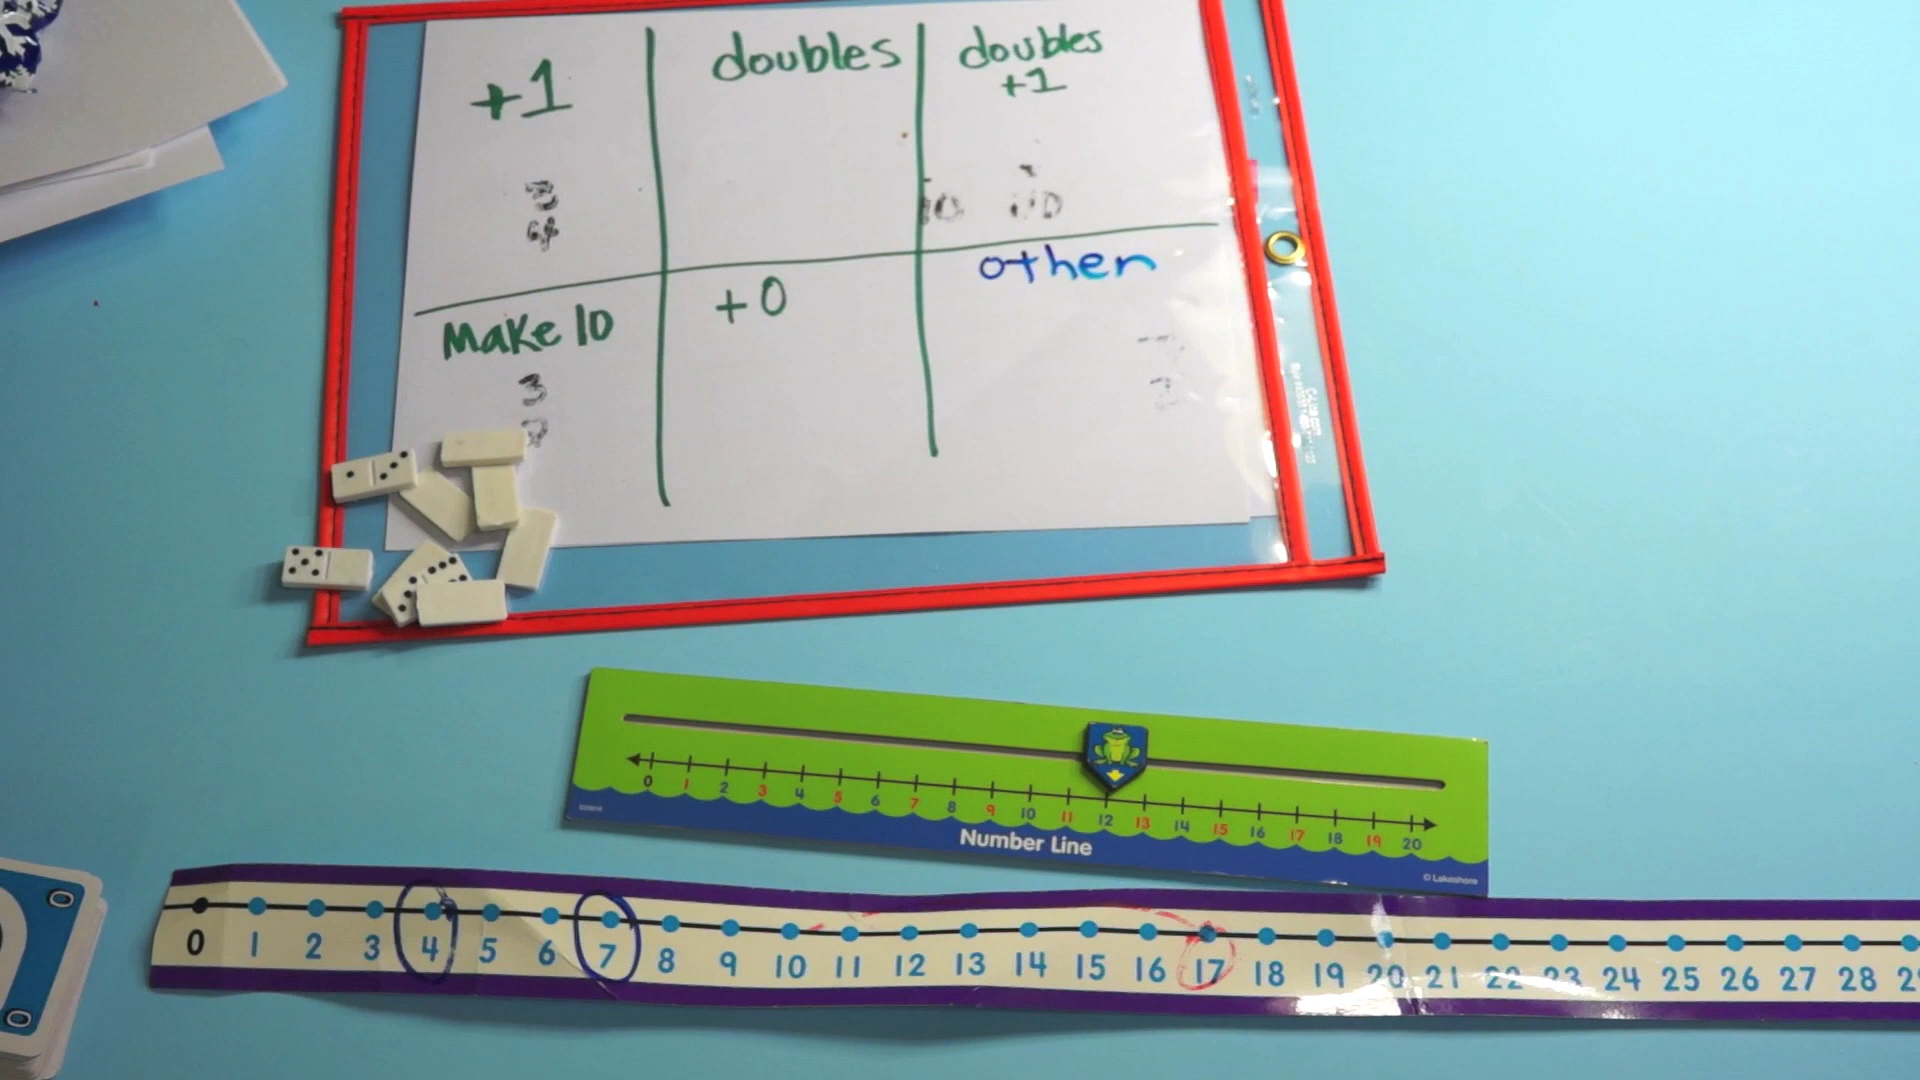 +1
doubles
doubles
+1
3
4
10
Make 10
+0
other
3
7
0 1 2 3 4 5 6 7 8 9 10 11 12 13 14 15 16 17 18 19 20
Number Line
© Lakeshore
0 1 2 3 4 5 6 7 8 9 10 11 12 13 14 15 16 17 18 19 20 21 22 23 24 25 26 27 28
0
0